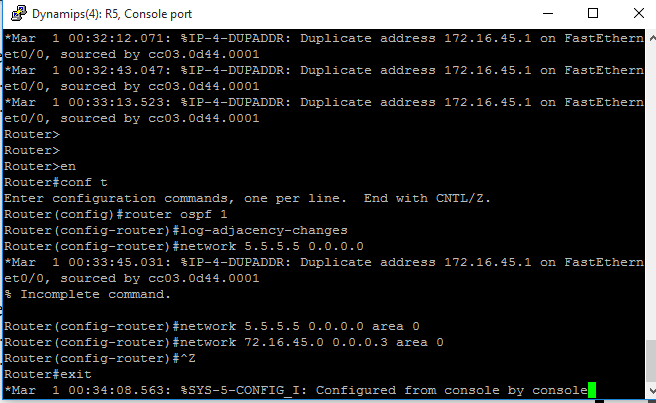 Dynamips(4): R5, Console port
*Mar  1 00:32:12.071: %IP-4-DUPADDR: Duplicate address 172.16.45.1 on FastEthern
et0/0, sourced by cc03.0d44.0001
*Mar  1 00:32:43.047: %IP-4-DUPADDR: Duplicate address 172.16.45.1 on FastEthern
et0/0, sourced by cc03.0d44.0001
*Mar  1 00:33:13.523: %IP-4-DUPADDR: Duplicate address 172.16.45.1 on FastEthern
et0/0, sourced by cc03.0d44.0001
Router>
Router>
Router>en
Router#conf t
Enter configuration commands, one per line.  End with CNTL/Z.
Router(config)#router ospf 1
Router(config-router)#log-adjacency-changes
Router(config-router)#network 5.5.5.5 0.0.0.0
*Mar  1 00:33:45.031: %IP-4-DUPADDR: Duplicate address 172.16.45.1 on FastEthern
et0/0, sourced by cc03.0d44.0001
% Incomplete command.
Router(config-router)#network 5.5.5.5 0.0.0.0 area 0
Router(config-router)#network 72.16.45.0 0.0.0.3 area 0
Router(config-router)#^Z
Router#exit
*Mar  1 00:34:08.563: %SYS-5-CONFIG_I: Configured from console by console